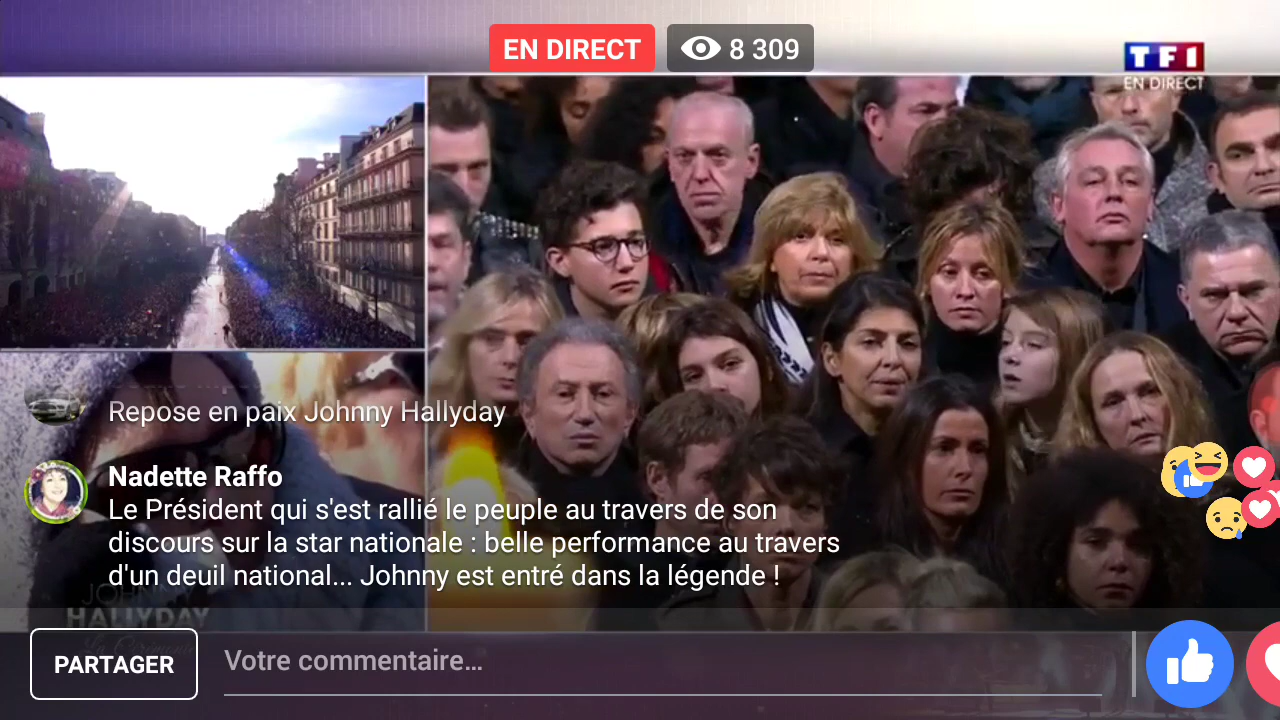 EN DIRECT
8 309
TF1
EN DIRECT
Repose en paix Johnny Hallyday
Nadette Raffo
Le Président qui s'est rallié le peuple au travers de son
discours sur la star nationale : belle performance au travers
d'un deuil national... Johnny est entré dans la légende !
JOHNNY
HALLYDAY
PARTAGER
Votre commentaire...